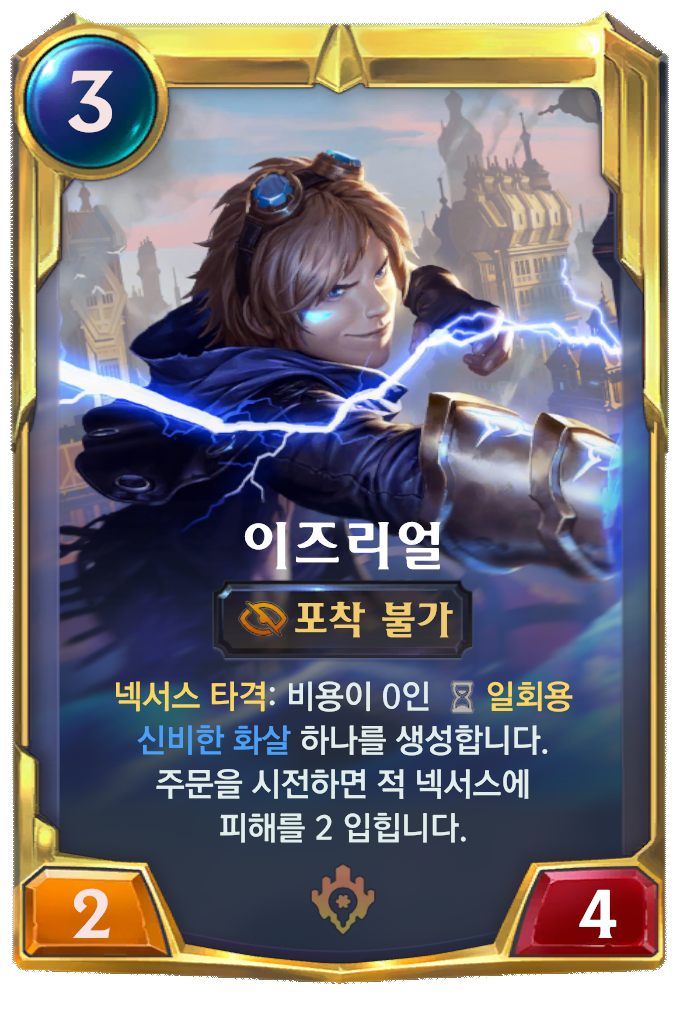 3
이즈리얼
포착 불가
넥서스 타격: 비용이 0인 일회용
신비한 화살 하나를 생성합니다.
주문을 시전하면 적 넥서스에
피해를 2 입힙니다.
2
4